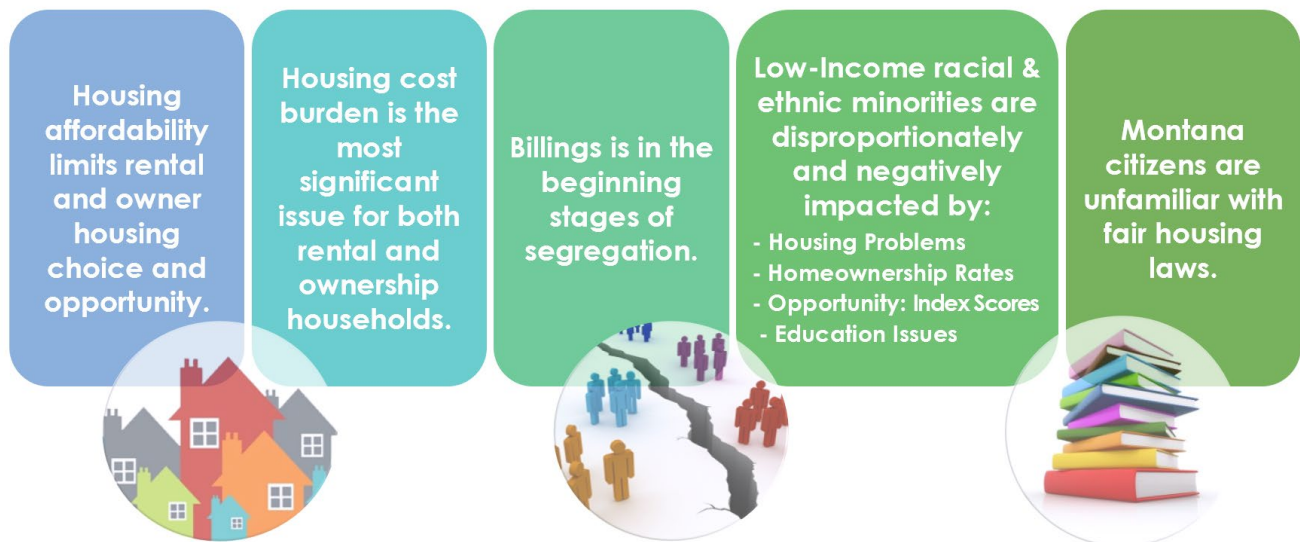 Housing
affordability
limits rental
and owner
housing
choice and
opportunity.
Housing cost
burden is the
most
significant
issue for both
rental and
ownership
households.
Billings is in the
beginning
stages of
segregation.
Low-Income racial &
ethnic minorities are
disproportionately
and negatively
impacted by:
- Housing Problems
- Homeownership Rates
- Opportunity: Index Scores
- Education Issues
Montana
citizens are
unfamiliar with
fair housing
laws.